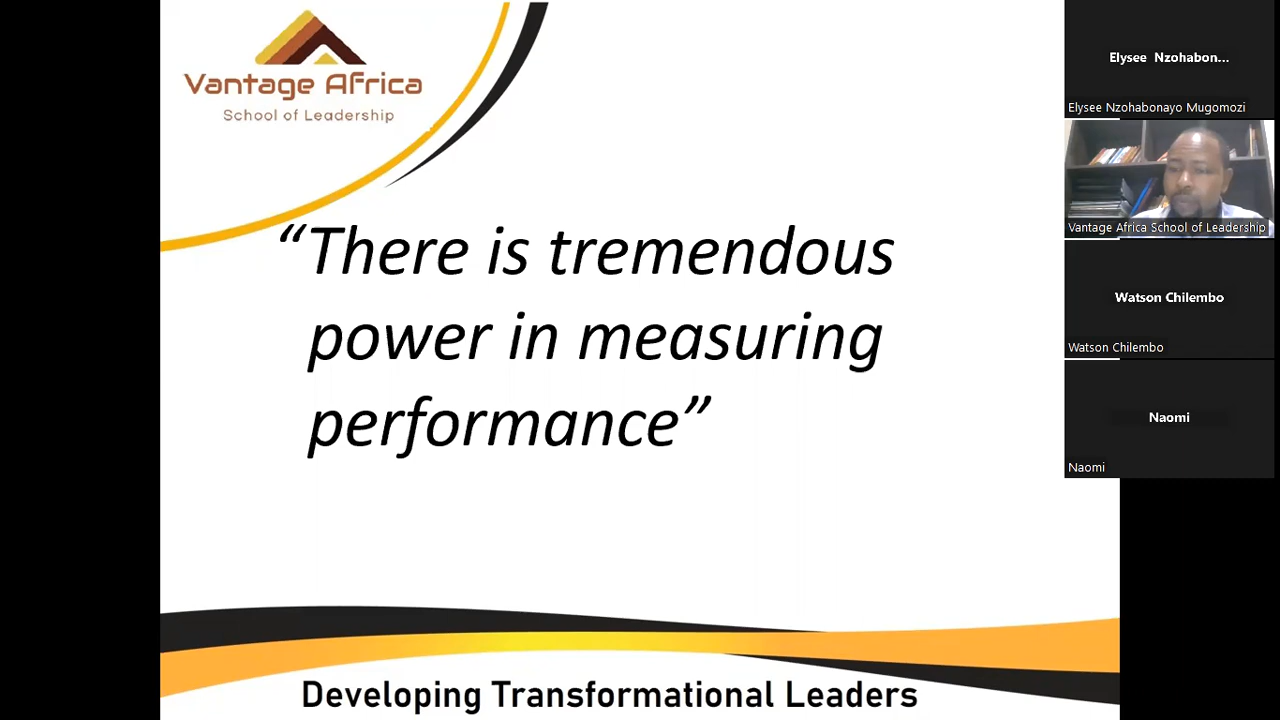 Vantage Africa
School of Leadership
“There is tremendous
power in measuring
performance”
Developing Transformational Leaders
Elysee Nzohabon...
Elysee Nzohabonayo Mugomozi
Vantage Africa School of Leadership
Watson Chilembo
Watson Chilembo
Naomi
Naomi